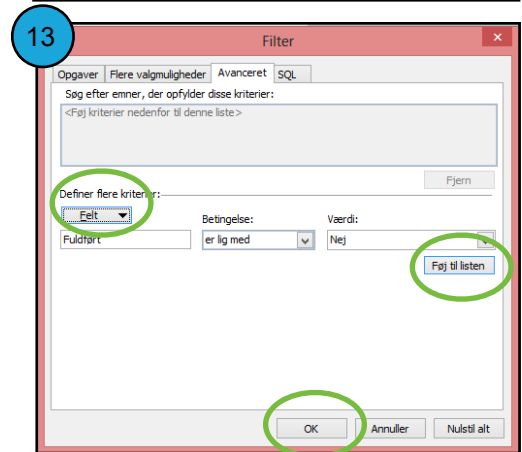 13
Filter
Opgaver Flere valgmuligheder Avanceret SQL
Søg efter emner, der opfylder disse kriterier:
<Føj kriterier nedenfor til denne liste>
Fjern
Definer flere kriterier:
Felt
Betingelse: Værdi:
Fuldført er lig med Nej
Føj til listen
OK Annuller Nulstil alt